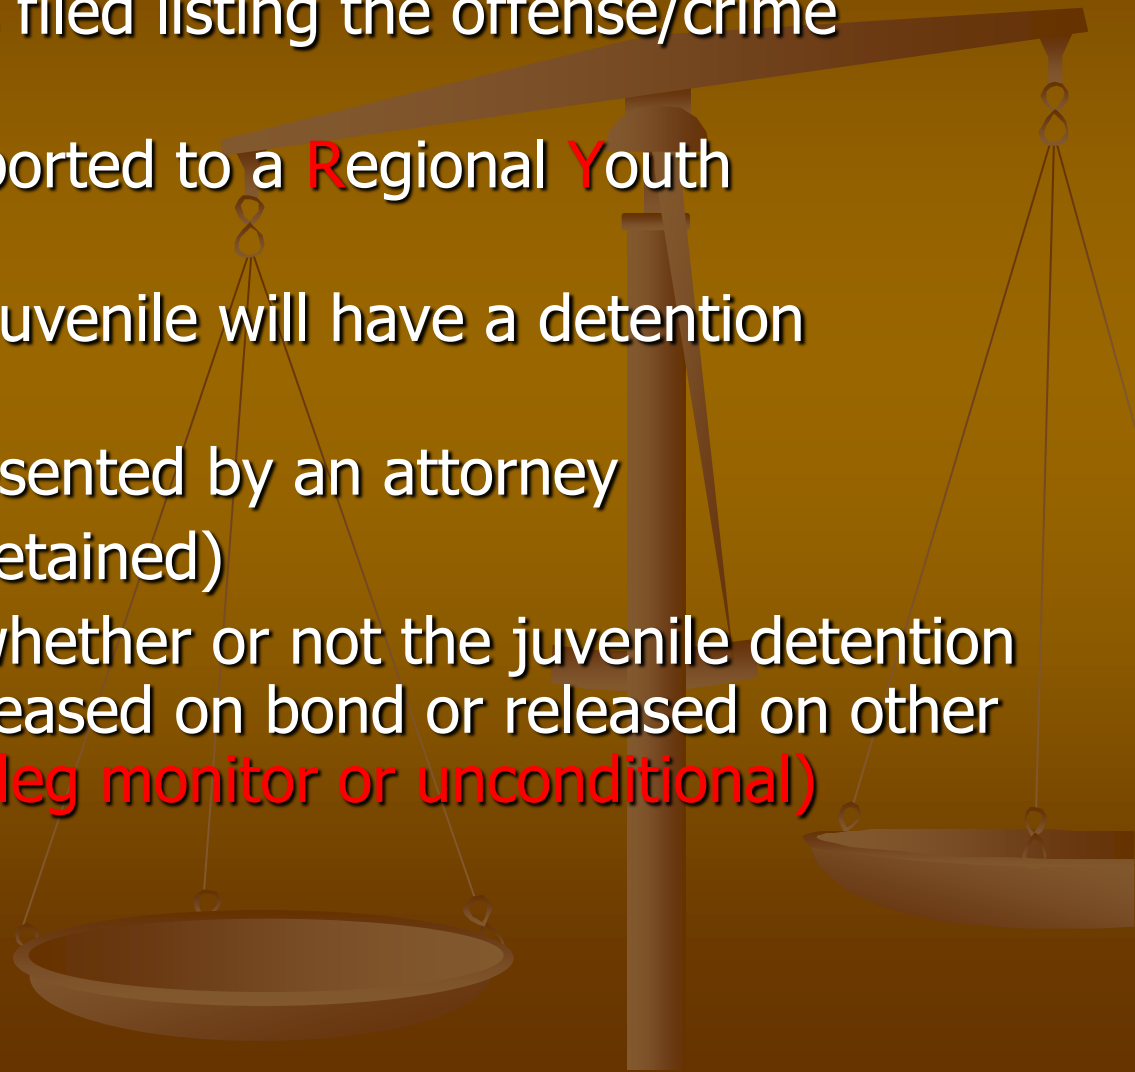 filed listing the offense/crime
ported to a Regional Youth
uvenile will have a detention
sented by an attorney
etained)
whether or not the juvenile detention
eased on bond or released on other
leg monitor or unconditional)